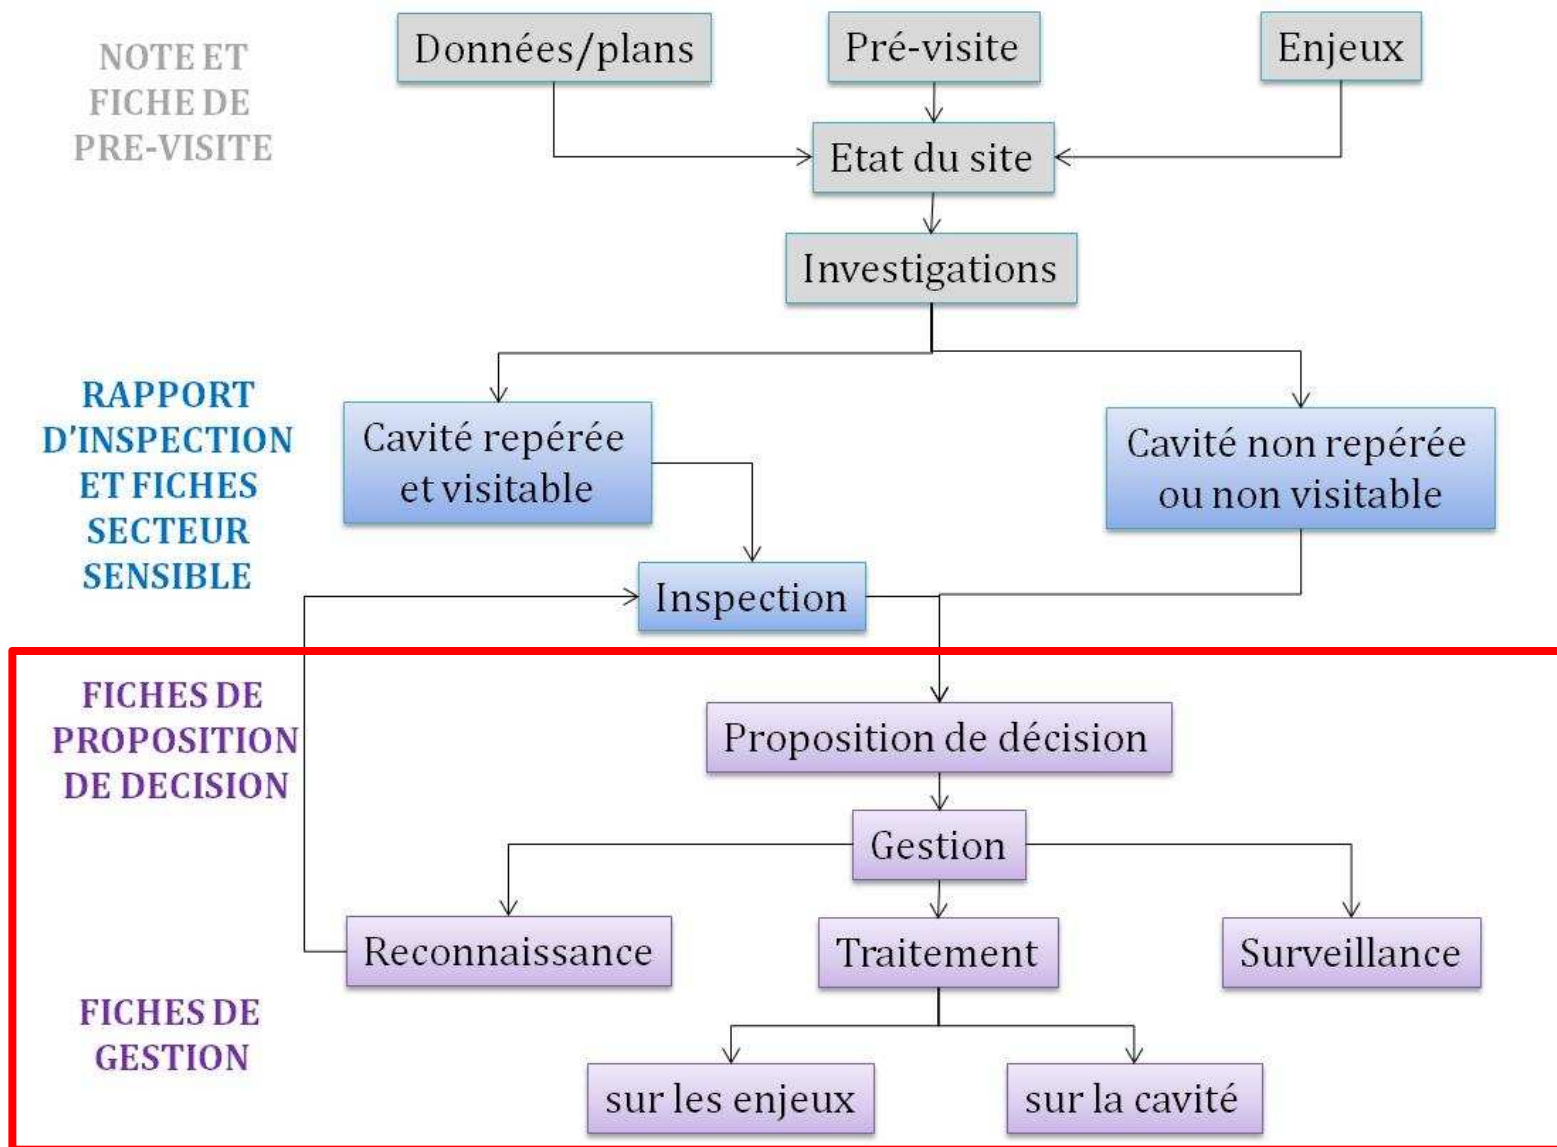 NOTE ET
FICHE DE
PRE-VISITE
Données/plans
Pré-visite
Enjeux
Etat du site
Investigations
RAPPORT
D'INSPECTION
ET FICHES
SECTEUR
SENSIBLE
Cavité repérée
et visitable
Cavité non repérée
ou non visitable
Inspection
FICHES DE
PROPOSITION
DE DECISION
Proposition de décision
Gestion
Reconnaissance
Traitement
Surveillance
FICHES DE
GESTION
sur les enjeux
sur la cavité